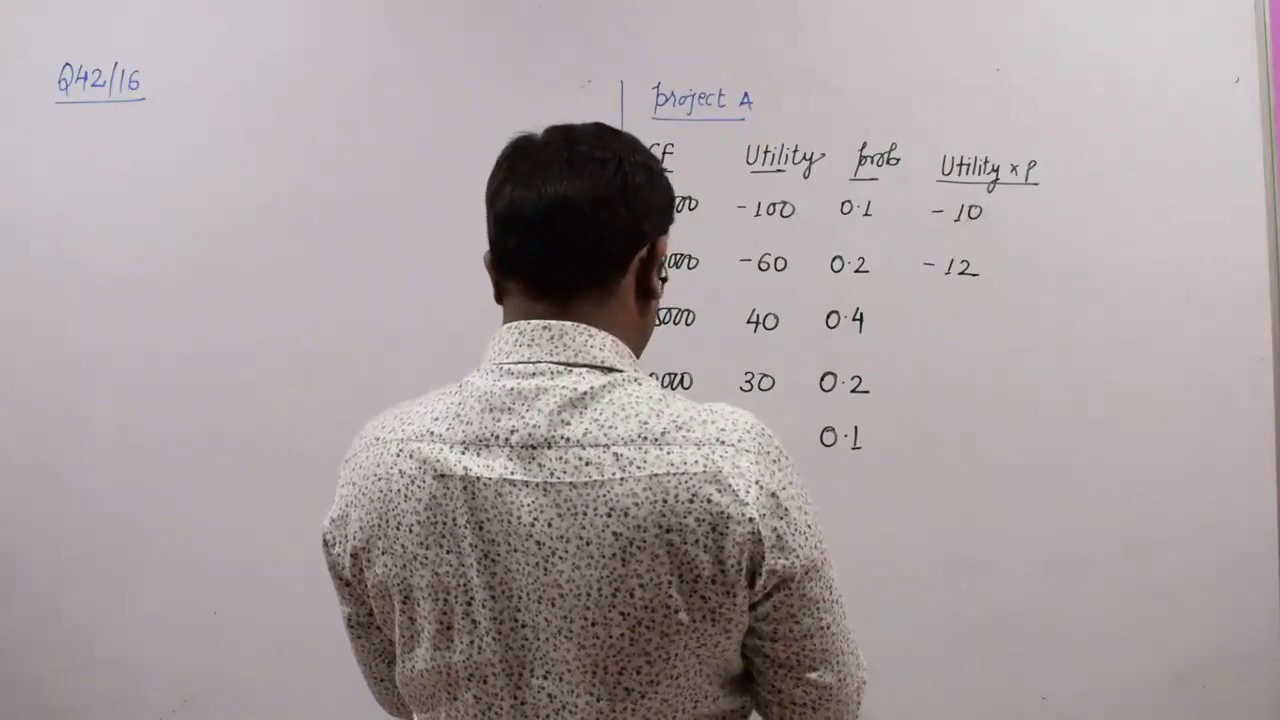 Q42/16
Project A
Utility prob Utility x P
-100 0.1 -10
-60 0.2 -12
40 0.4
30 0.2
0.1